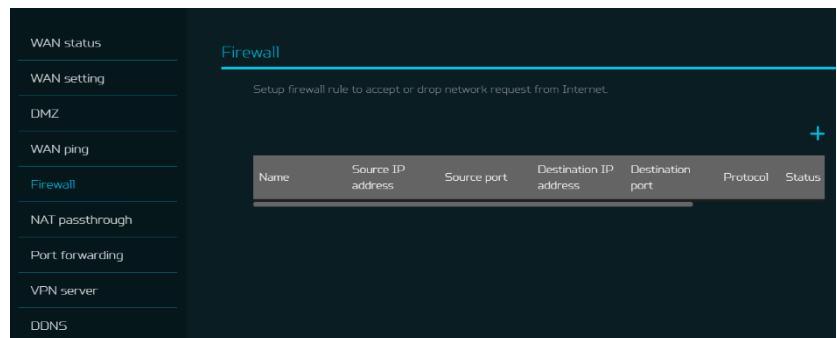 WAN status
WAN setting
DMZ
WAN ping
Firewall
NAT passthrough
Port forwarding
VPN server
DDNS
Firewall
Setup firewall rule to accept or drop network request from Internet.
+
Name
Source IP
address
Source port
Destination IP
address
Destination
port
Protocol
Status